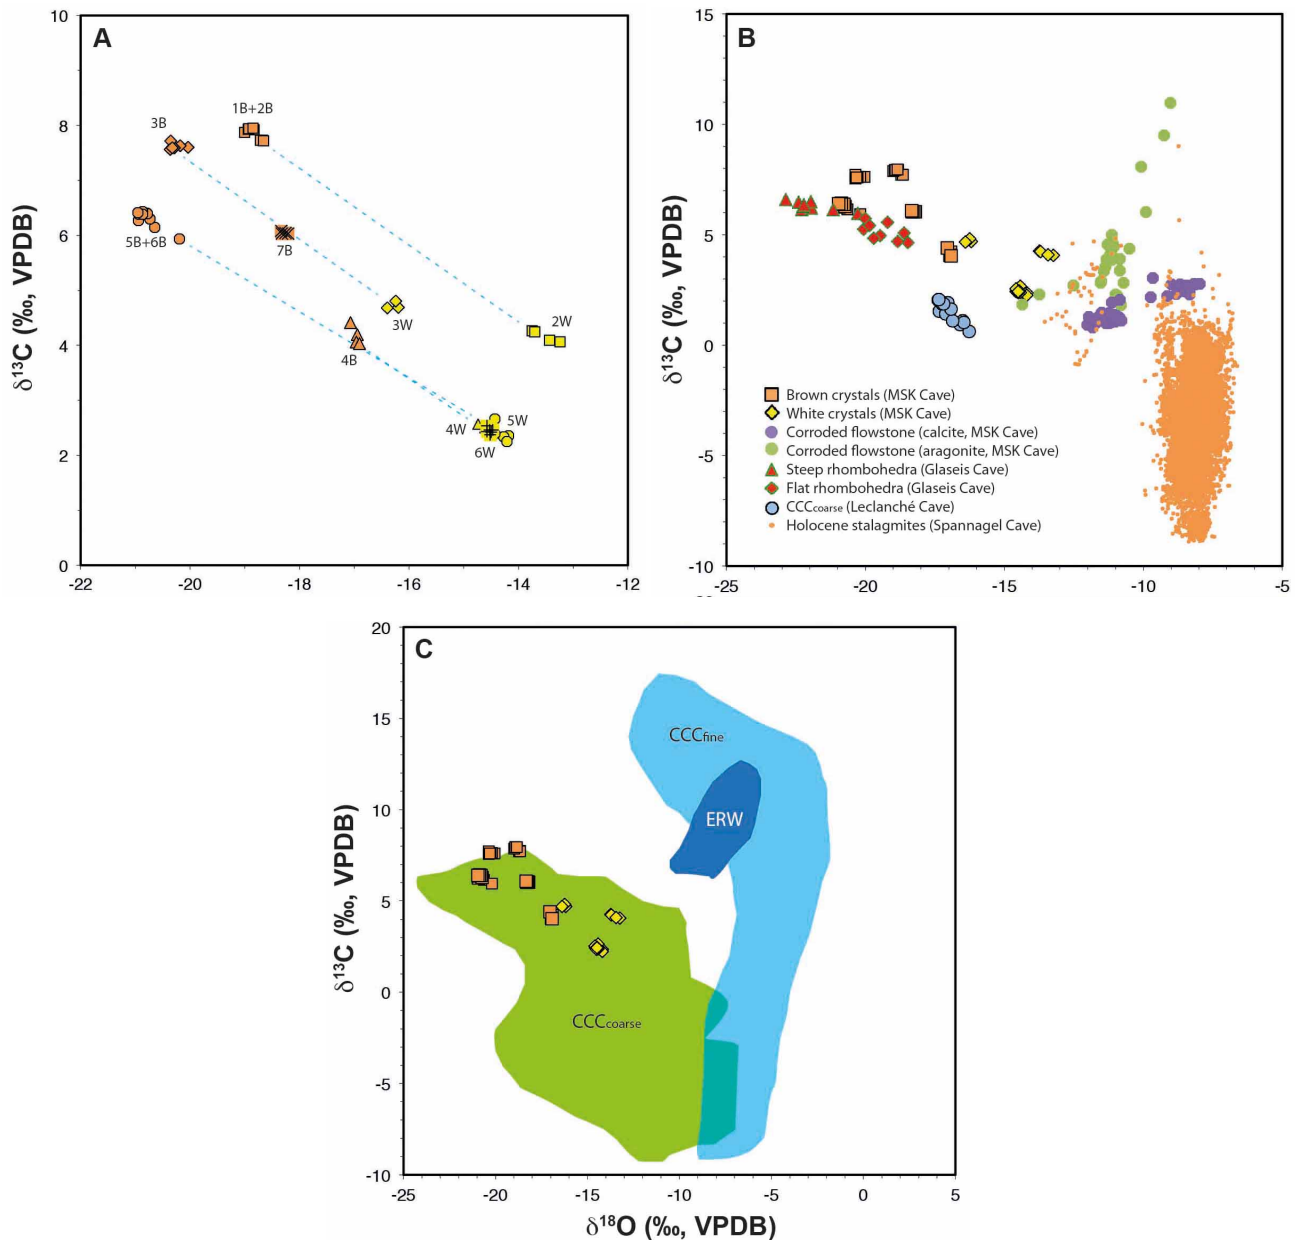 A
δ13C (‰, VPDB)
10
8
6
4
2
0
-22
-20
-18
-16
-14
-12
3B
1B+2B
5B+6B
7B
3W
4B
2W
4W
5W
6W
B
δ13C (‰, VPDB)
15
10
5
0
-5
-10
-25
-20
-15
-10
-5
Brown crystals (MSK Cave)
White crystals (MSK Cave)
Corroded flowstone (calcite, MSK Cave)
Corroded flowstone (aragonite, MSK Cave)
Steep rhombohedra (Glaseis Cave)
Flat rhombohedra (Glaseis Cave)
CCCcoarse (Leclanché Cave)
Holocene stalagmites (Spannagel Cave)
C
δ13C (‰, VPDB)
20
15
10
5
0
-5
-10
-25
-20
-15
-10
-5
0
5
CCCfine
ERW
CCCcoarse
δ18O (‰, VPDB)